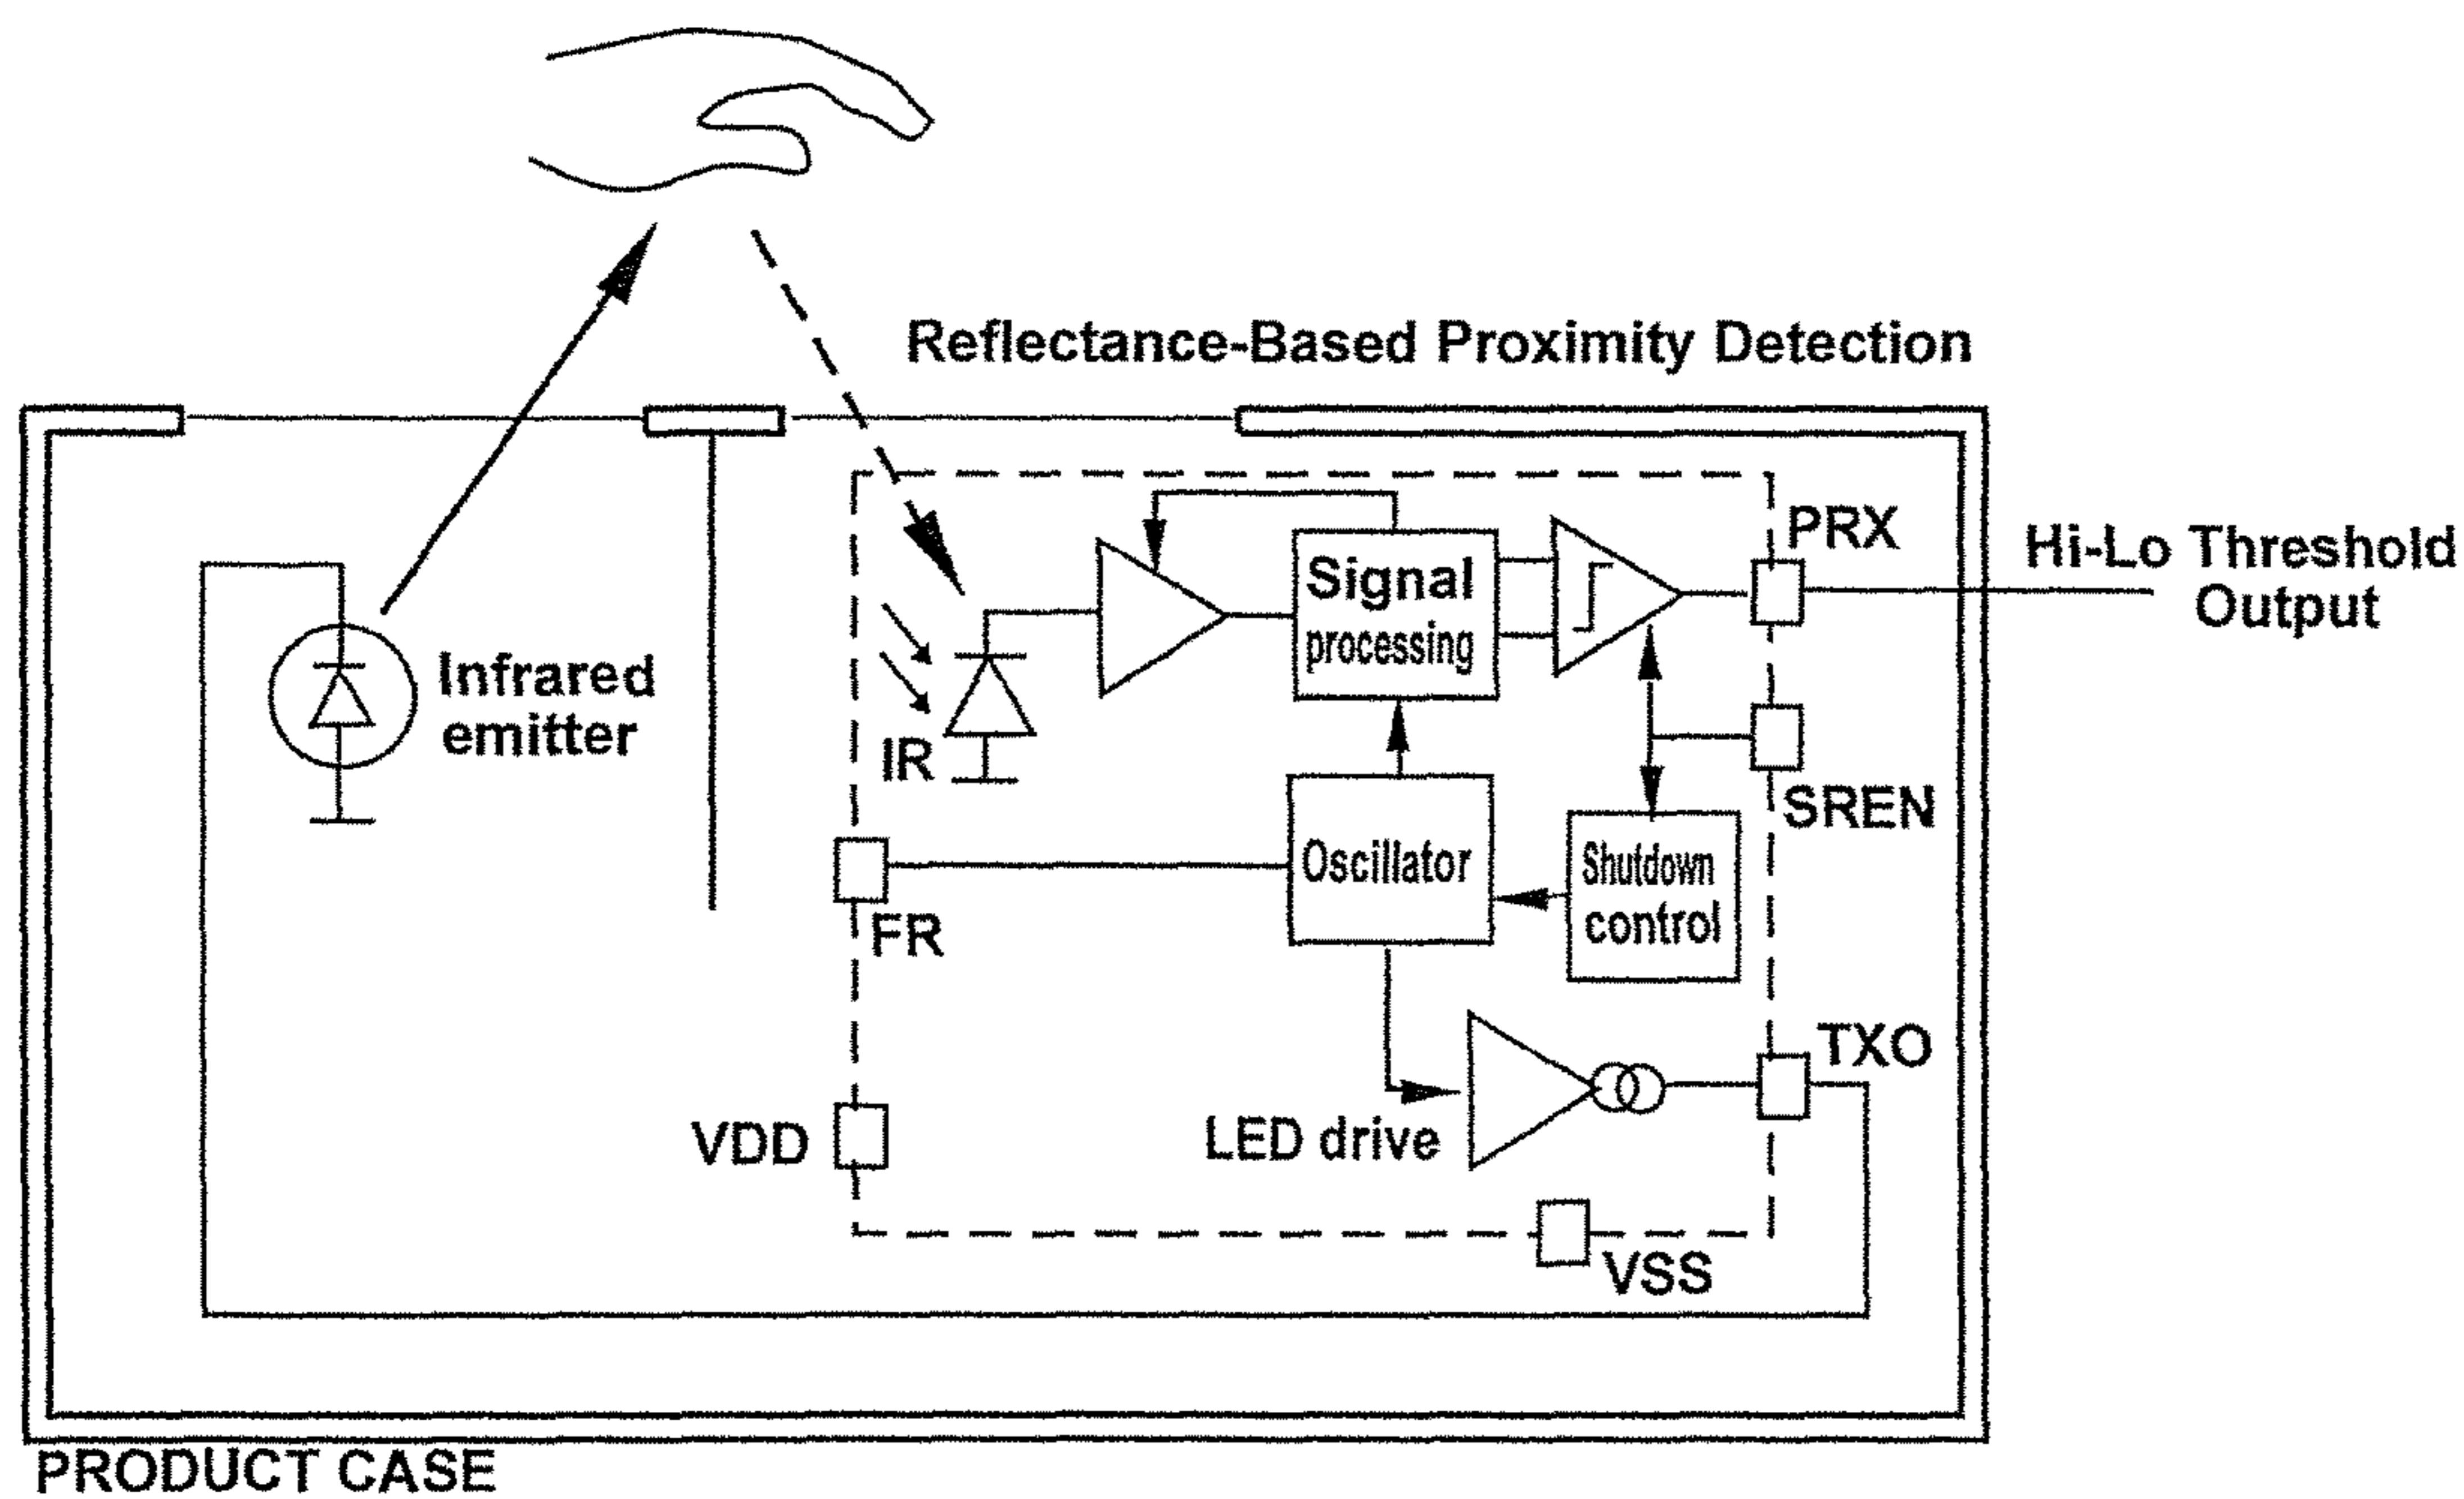 Reflectance-Based Proximity Detection
PRX
Hi-Lo Threshold
Output
Signal
processing
Infrared
emitter
IR
SREN
Oscillator
Shutdown
control
FR
TXO
VDD
LED drive
VSS
PRODUCT CASE